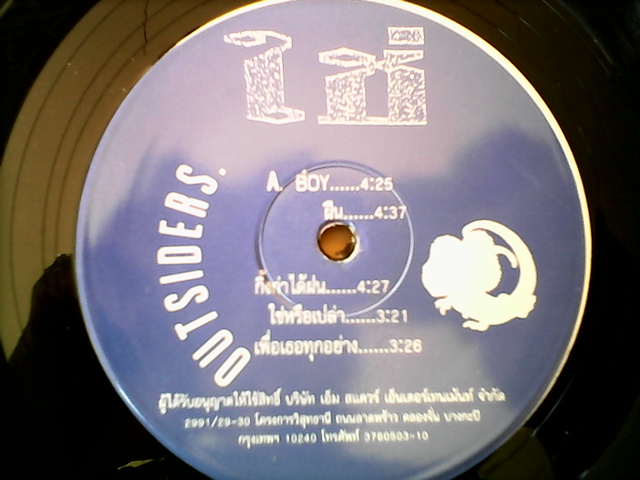 OUTSIDERS.
A. BOY......4:25
ฝืน......4:37
กิ้งก่าได้ฝน......4:27
ใช่หรือเปล่า......3:21
เพื่อเธอทุกอย่าง......3:26
ผู้ได้รับอนุญาตให้ใช้สิทธิ์ บริษัท เอ็ม สแควร์ เอ็นเตอร์เทนเม้นท์ จำกัด
2991/29-30 โครงการวิสุทธานี ถนนลาดพร้าว คลองจั่น บางกะปิ
กรุงเทพฯ 10240 โทรศัพท์ 3780803-10